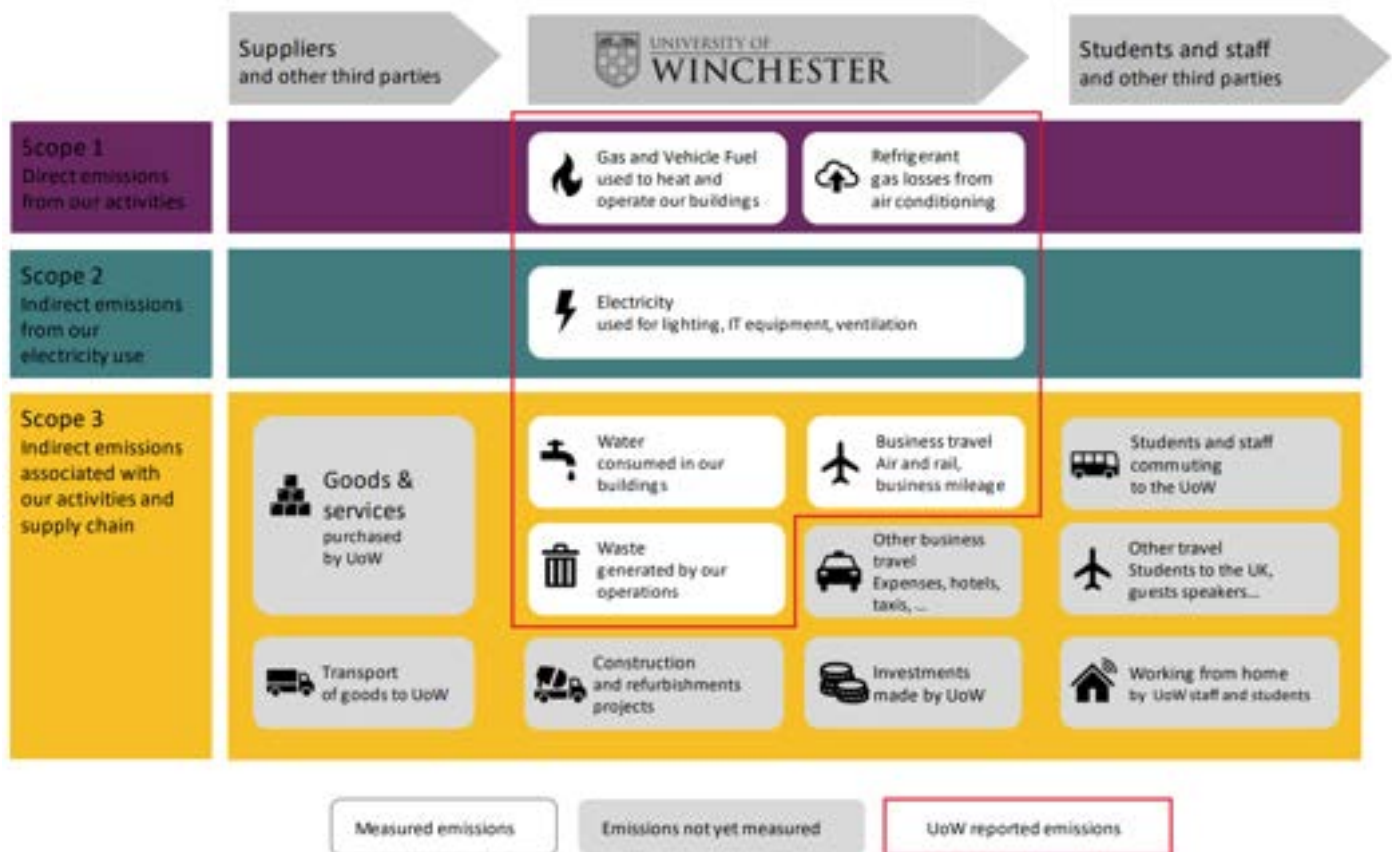 Suppliers
and other third parties
UNIVERSITY OF
WINCHESTER
Students and staff
and other third parties
Scope 1
Direct emissions
from our activities
Gas and Vehicle Fuel
used to heat and
operate our buildings
Refrigerant
gas losses from
air conditioning
Scope 2
Indirect emissions
from our
electricity use
Electricity
used for lighting, IT equipment, ventilation
Scope 3
Indirect emissions
associated with
our activities and
supply chain
Goods &
services
purchased
by UoW
Water
consumed in our
buildings
Business travel
Air and rail,
business mileage
Students and staff
commuting
to the UoW
Waste
generated by our
operations
Other business
travel
Expenses, hotels,
taxis, ...
Other travel
Students to the UK,
guests speakers...
Transport
of goods to UoW
Construction
and refurbishments
projects
Investments
made by UoW
Working from home
by UoW staff and students
Measured emissions
Emissions not yet measured
UoW reported emissions